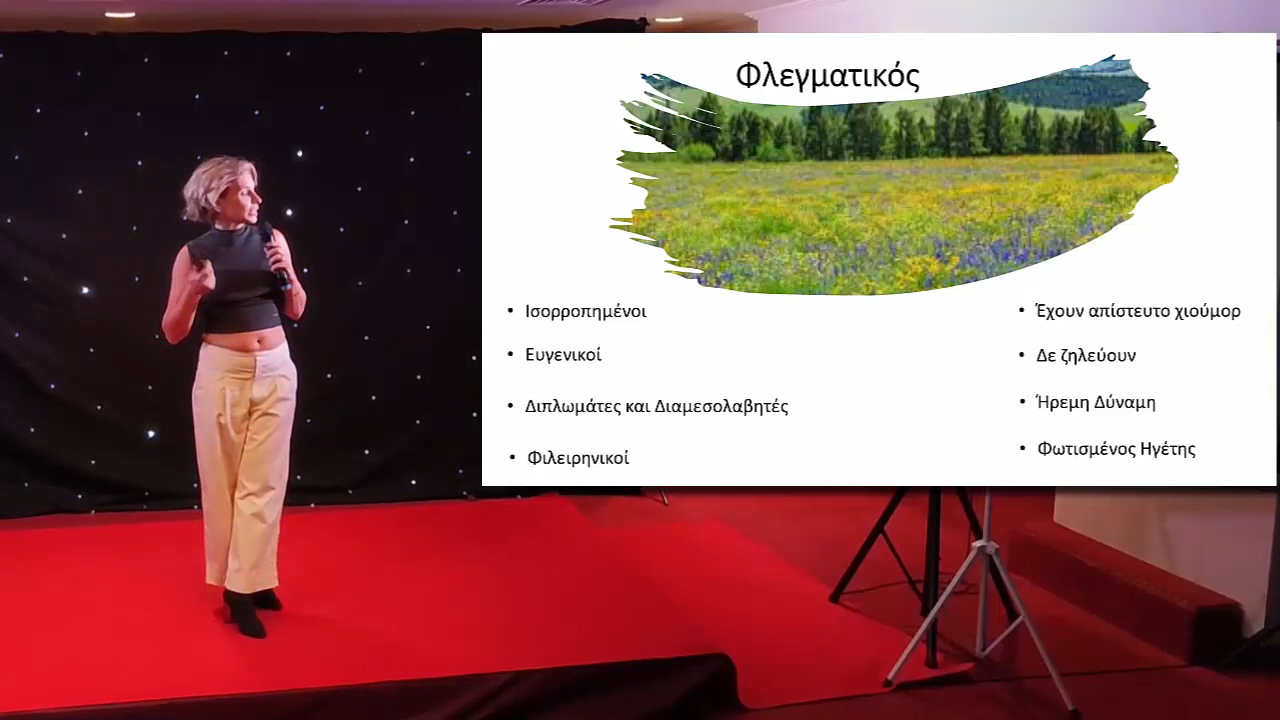 Φλεγματικός
• Ισορροπημένοι
• Ευγενικοί
• Διπλωμάτες και Διαμεσολαβητές
• Φιλειρηνικοί
• Έχουν απίστευτο χιούμορ
• Δε ζηλεύουν
• Ήρεμη Δύναμη
• Φωτισμένος Ηγέτης